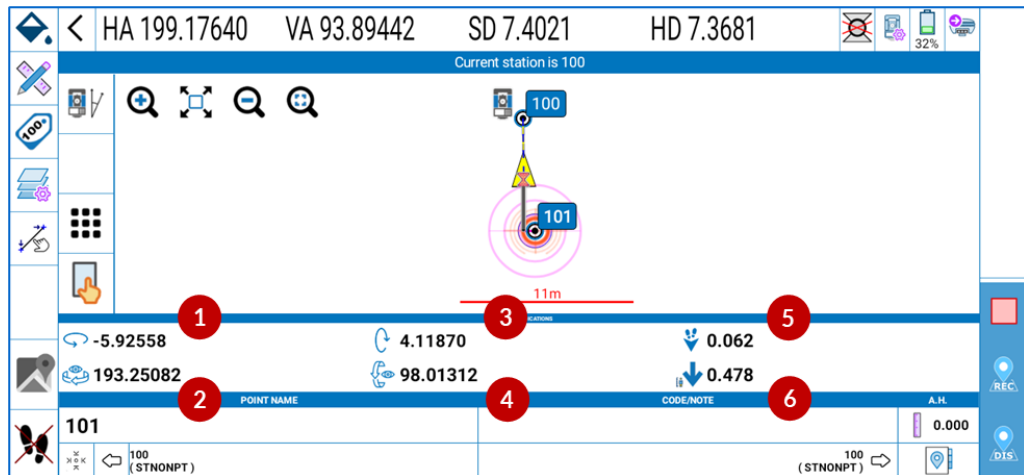 HA 199.17640 VA 93.89442 SD 7.4021 HD 7.3681
32%
Current station is 100
100
100
101
11m
1 3 5
-5.92558 4.11870 0.062
193.25082 98.01312 0.478
2 4 6
POINT NAME CODE/NOTE A.H.
101 0.000
100 100
(STNONPT) (STNONPT)
REC
DIS